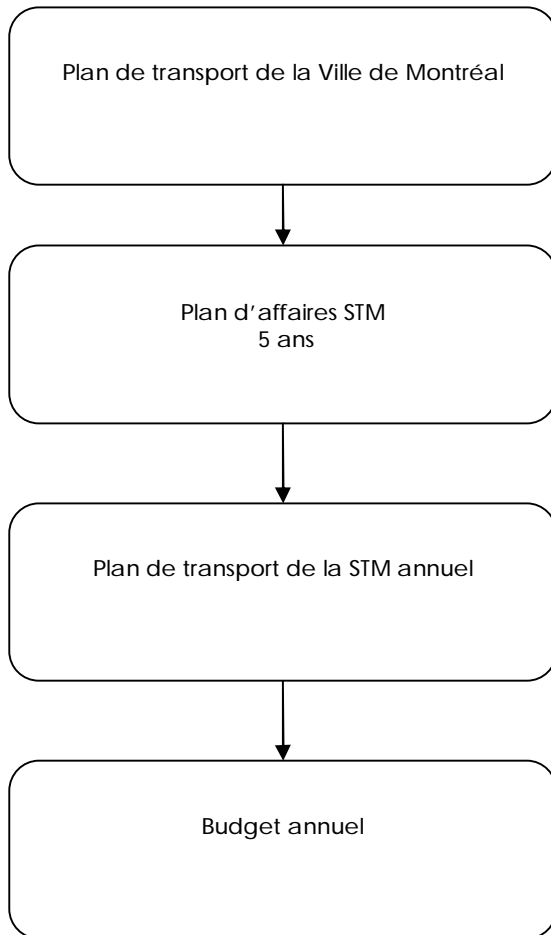 Plan de transport de la Ville de Montréal
Plan d'affaires STM
5 ans
Plan de transport de la STM annuel
Budget annuel